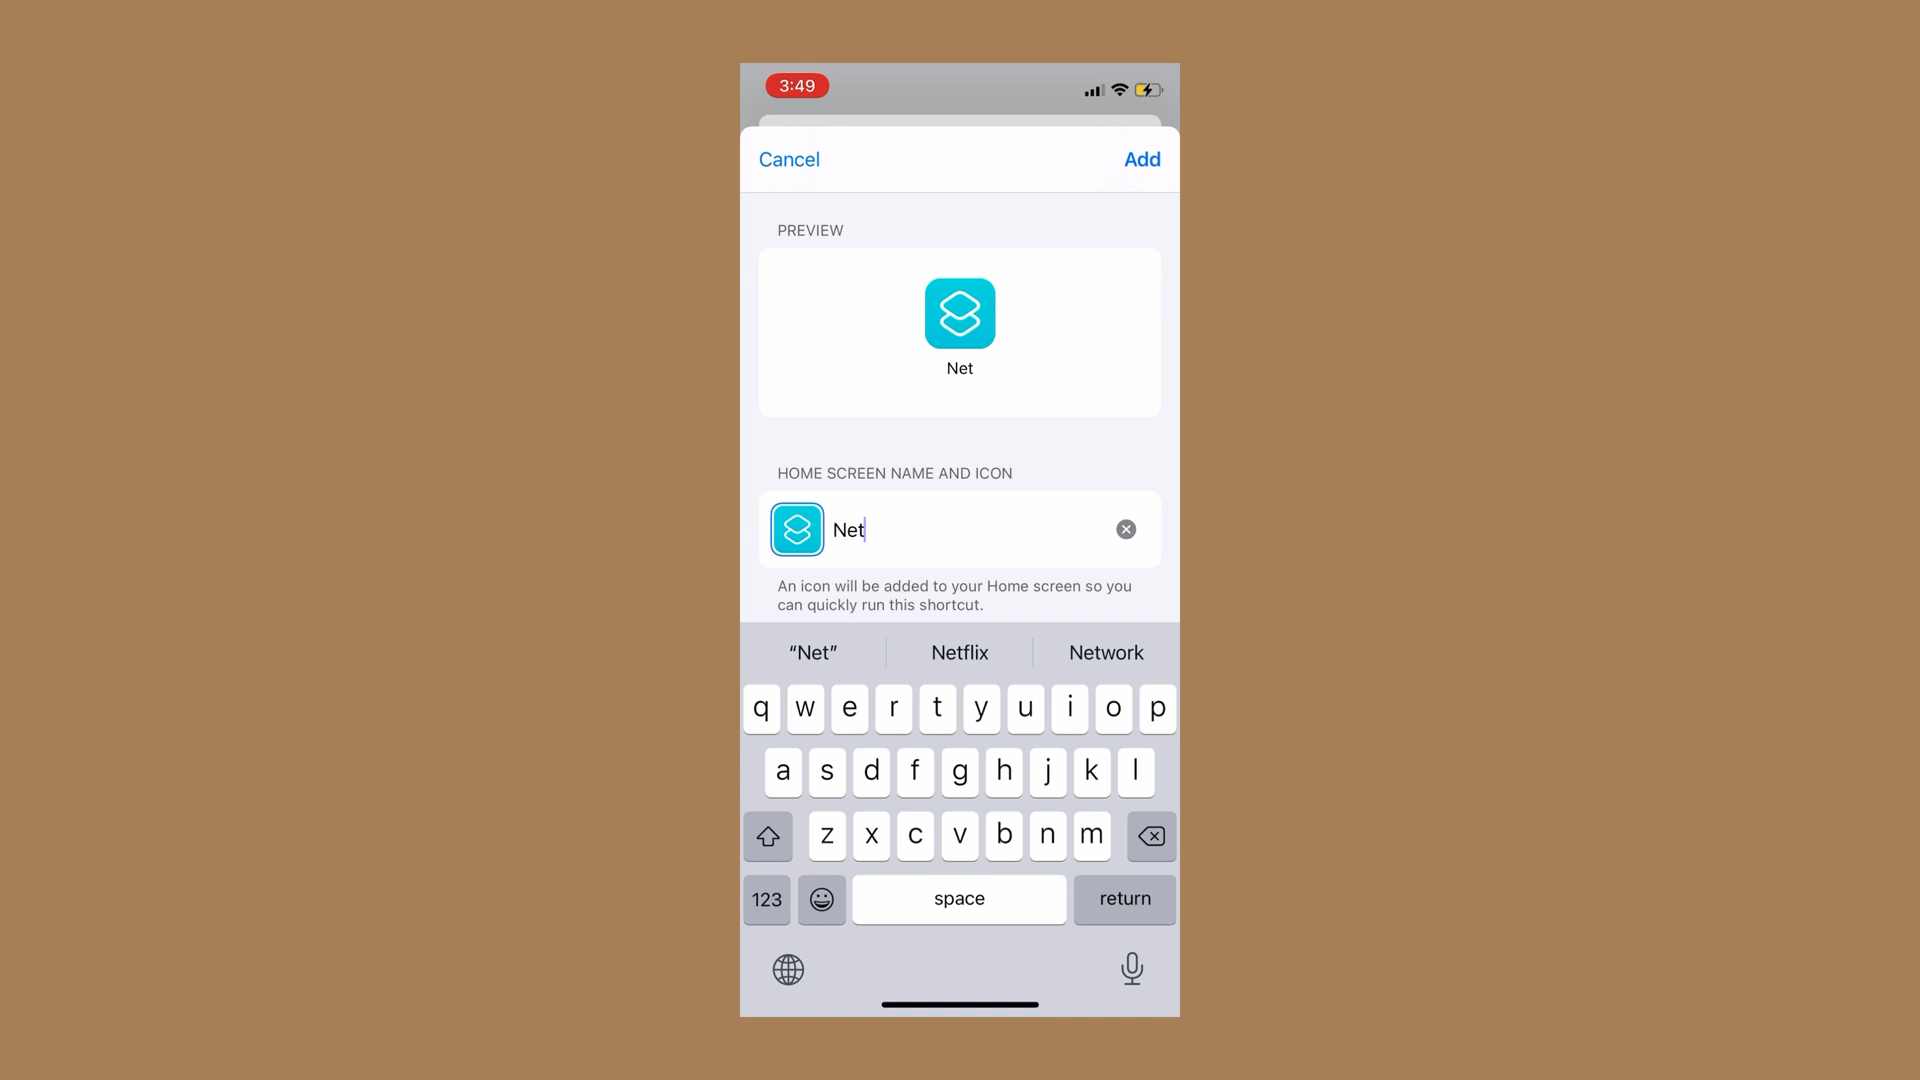 3:49
Cancel
Add
PREVIEW
Net
HOME SCREEN NAME AND ICON
Net
An icon will be added to your Home screen so you
can quickly run this shortcut.
“Net” Netflix Network
q w e r t y u i o p
a s d f g h j k l
z x c v b n m
123 space return